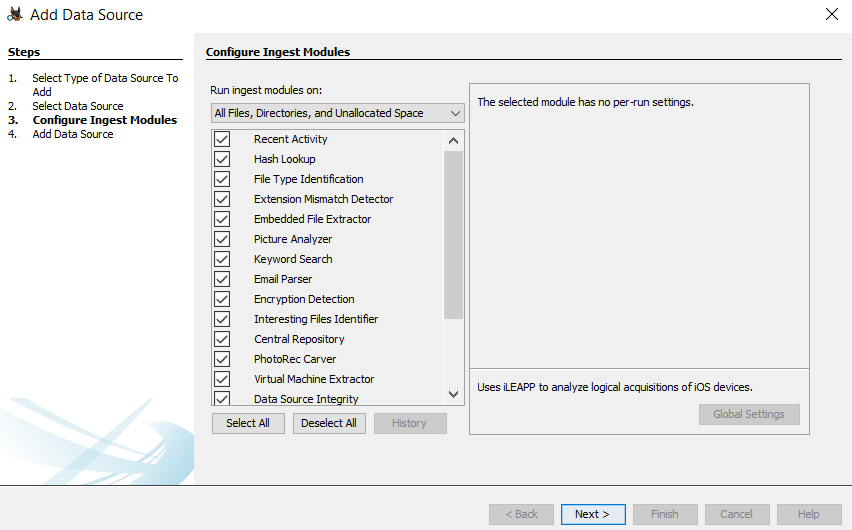 Add Data Source
Steps
1. Select Type of Data Source To
Add
2. Select Data Source
3. Configure Ingest Modules
4. Add Data Source
Configure Ingest Modules
Run ingest modules on:
All Files, Directories, and Unallocated Space
Recent Activity
Hash Lookup
File Type Identification
Extension Mismatch Detector
Embedded File Extractor
Picture Analyzer
Keyword Search
Email Parser
Encryption Detection
Interesting Files Identifier
Central Repository
PhotoRec Carver
Virtual Machine Extractor
Data Source Integrity
Select All
Deselect All
History
The selected module has no per-run settings.
Uses iLEAPP to analyze logical acquisitions of iOS devices.
Global Settings
< Back
Next >
Finish
Cancel
Help